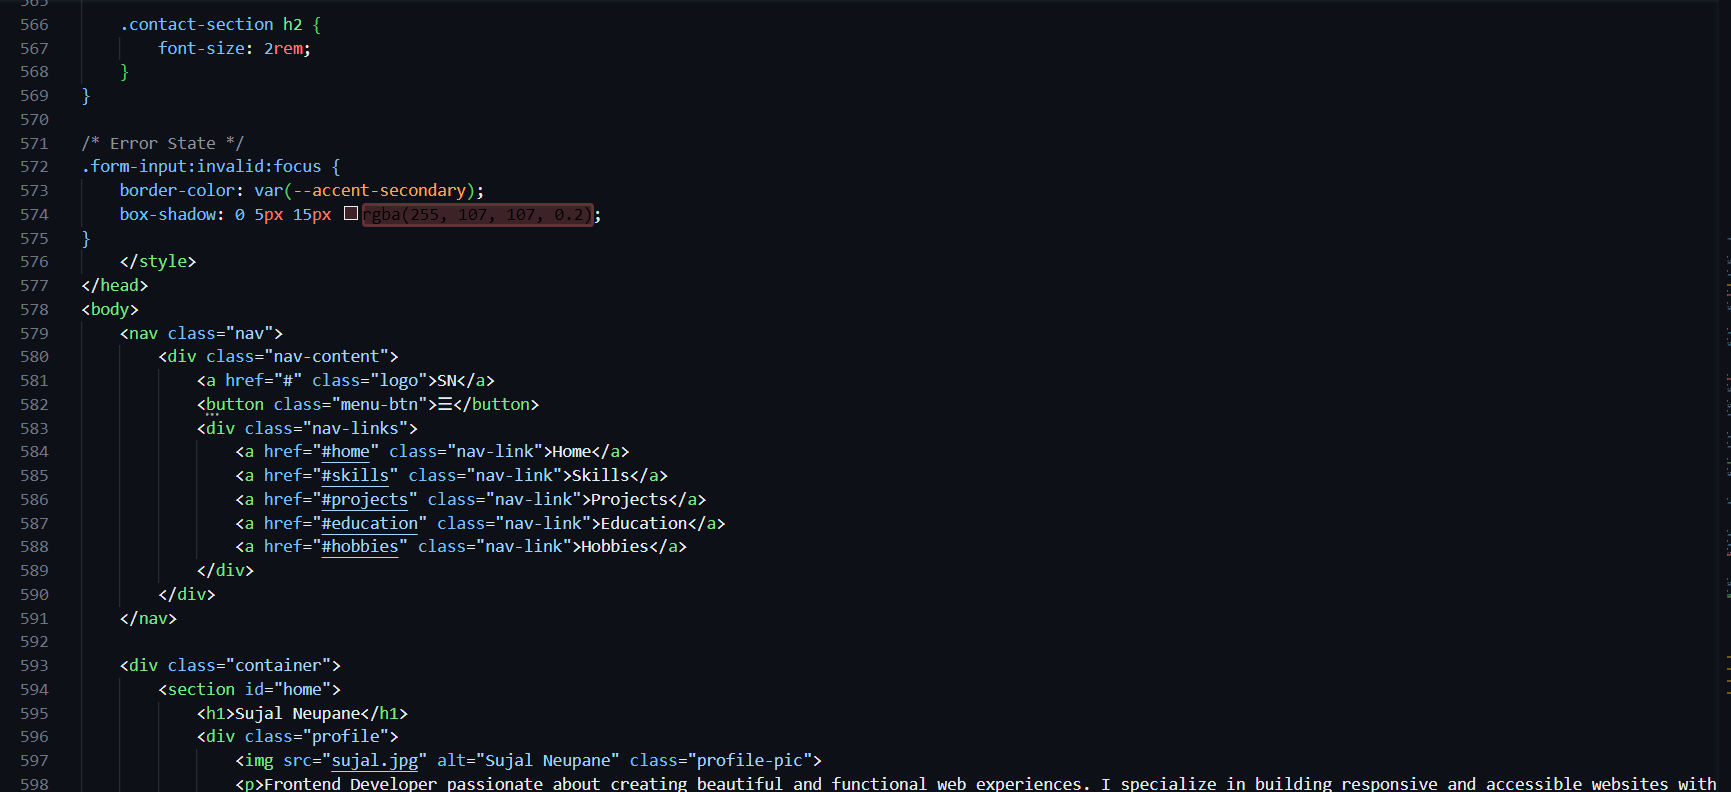 565
566 .contact-section h2 {
567 font-size: 2rem;
568 }
569 }
570
571 /* Error State */
572 .form-input:invalid:focus {
573 border-color: var(--accent-secondary);
574 box-shadow: 0 5px 15px rgba(255, 107, 107, 0.2);
575 }
576 </style>
577 </head>
578 <body>
579 <nav class="nav">
580 <div class="nav-content">
581 <a href="#" class="logo">SN</a>
582 <button class="menu-btn">☰</button>
583 <div class="nav-links">
584 <a href="#home" class="nav-link">Home</a>
585 <a href="#skills" class="nav-link">Skills</a>
586 <a href="#projects" class="nav-link">Projects</a>
587 <a href="#education" class="nav-link">Education</a>
588 <a href="#hobbies" class="nav-link">Hobbies</a>
589 </div>
590 </div>
591 </nav>
592
593 <div class="container">
594 <section id="home">
595 <h1>Sujal Neupane</h1>
596 <div class="profile">
597 <img src="sujal.jpg" alt="Sujal Neupane" class="profile-pic">
598 <p>Frontend Developer passionate about creating beautiful and functional web experiences. I specialize in building responsive and accessible websites with